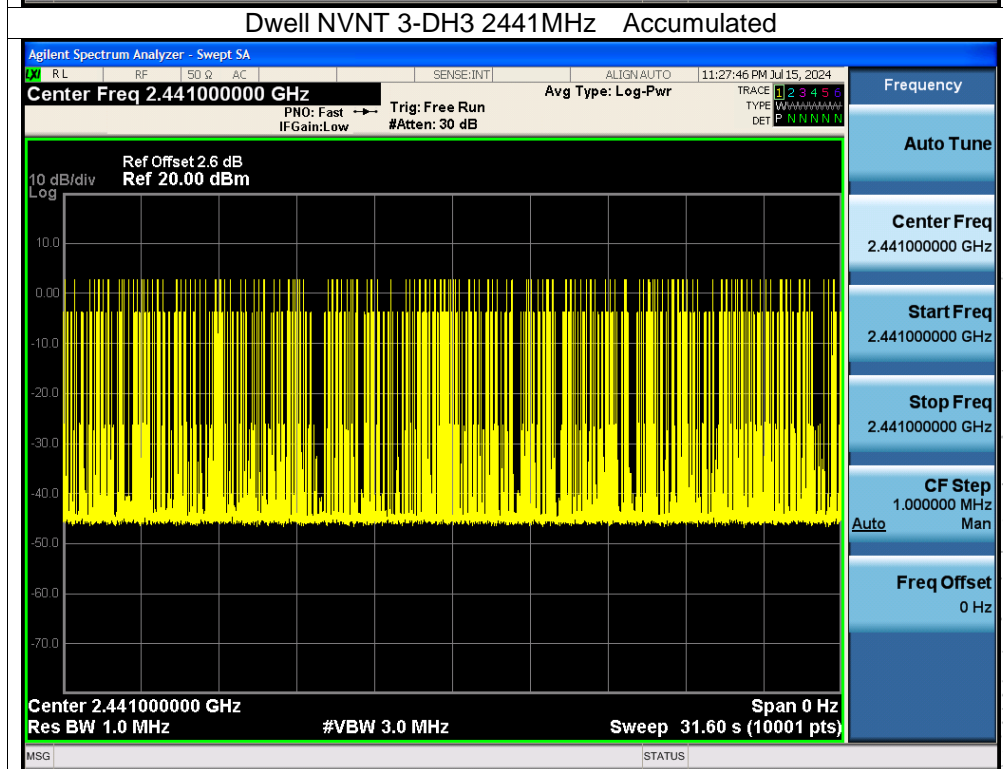 Dwell NVNT 3-DH3 2441MHz Accumulated
Agilent Spectrum Analyzer - Swept SA
LXI RL RF 50 Ω AC SENSE:INT ALIGN AUTO 11:27:46 PM Jul 15, 2024
Center Freq 2.441000000 GHz
PNO: Fast
IFGain:Low
Trig: Free Run
#Atten: 30 dB
Avg Type: Log-Pwr
TRACE 1 2 3 4 5 6
TYPE WWWWWW
DET P N N N N N
Frequency
Auto Tune
Ref Offset 2.6 dB
10 dB/div Ref 20.00 dBm
Log
10.0
0.00
-10.0
-20.0
-30.0
-40.0
-50.0
-60.0
-70.0
Center Freq
2.441000000 GHz
Start Freq
2.441000000 GHz
Stop Freq
2.441000000 GHz
CF Step
1.000000 MHz
Auto Man
Freq Offset
0 Hz
Center 2.441000000 GHz Span 0 Hz
Res BW 1.0 MHz #VBW 3.0 MHz Sweep 31.60 s (10001 pts)
MSG STATUS